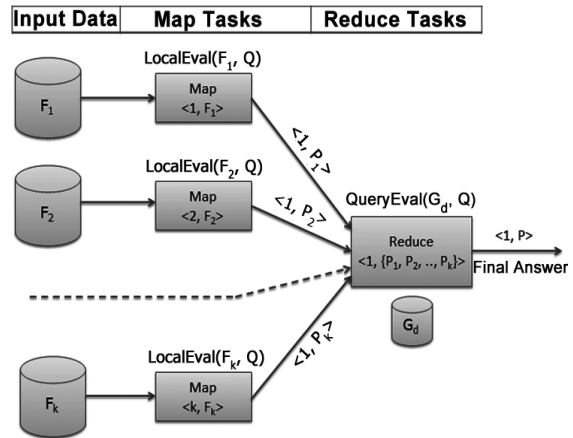 Input Data Map Tasks Reduce Tasks
LocalEval(F1, Q)
F1
Map
<1, F1>
<1, P1>
LocalEval(F2, Q)
F2
Map
<2, F2>
<1, P2>
QueryEval(Gd, Q)
Reduce
<1, {P1, P2, .., Pk}>
<1, P>
Final Answer
Gd
LocalEval(Fk, Q)
Fk
Map
<k, Fk>
<1, Pk>